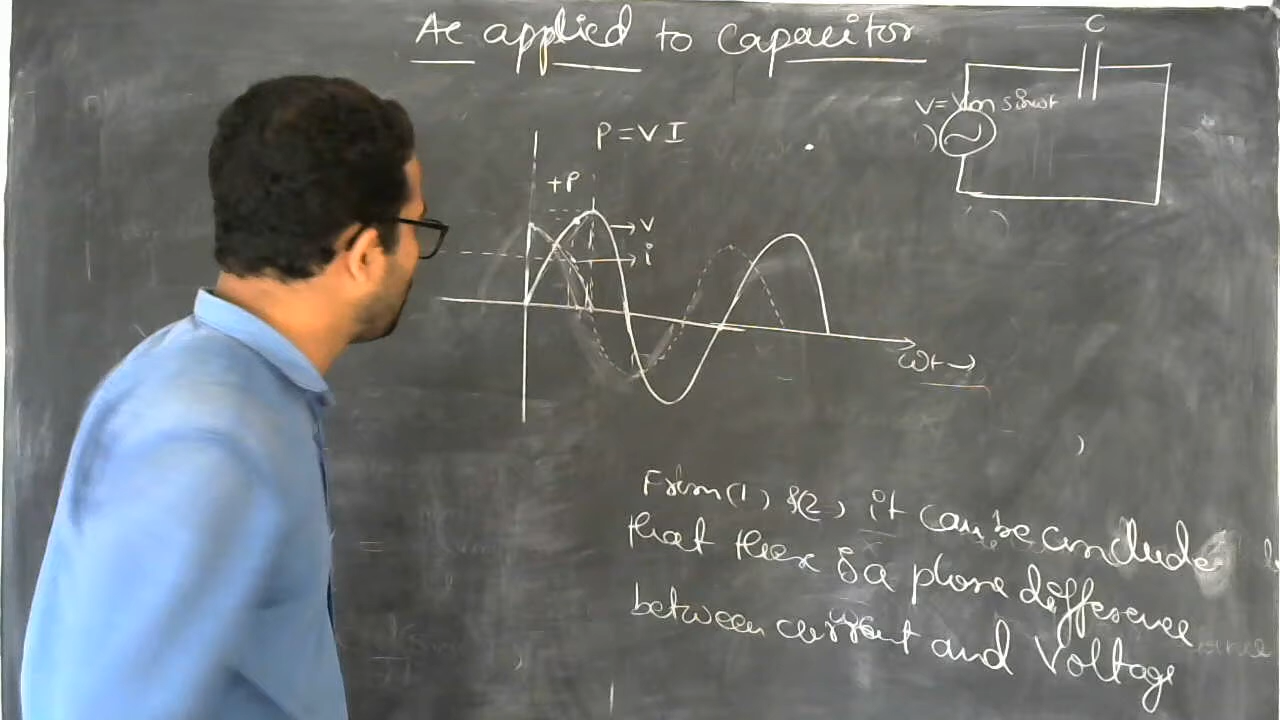 Ac applied to capacitor
C
V=Vm sinωt
P=VI
+P
V
i
ωt →
From (1) &(2) it can be conclude
that there is a phase difference
between current and Voltage